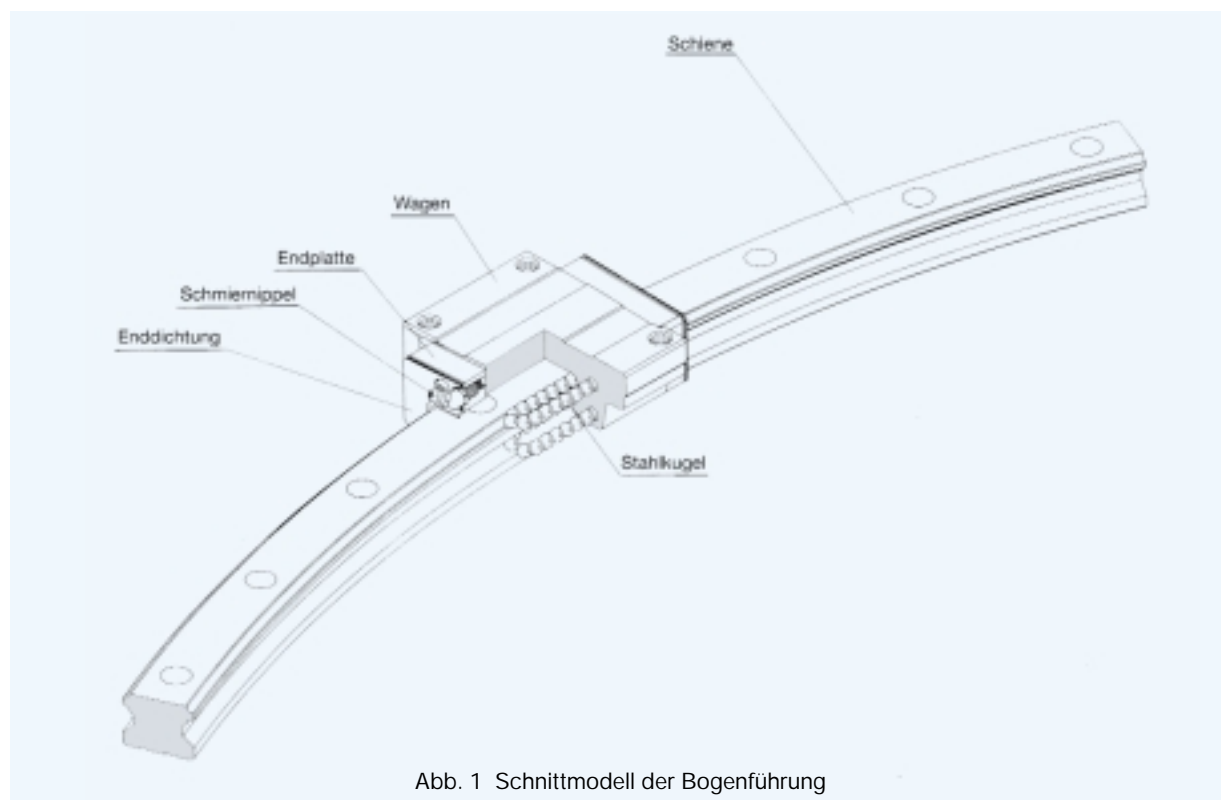 Schiene
Wagen
Endplatte
Schmiernippel
Enddichtung
Stahlkugel
Abb. 1 Schnittmodell der Bogenführung